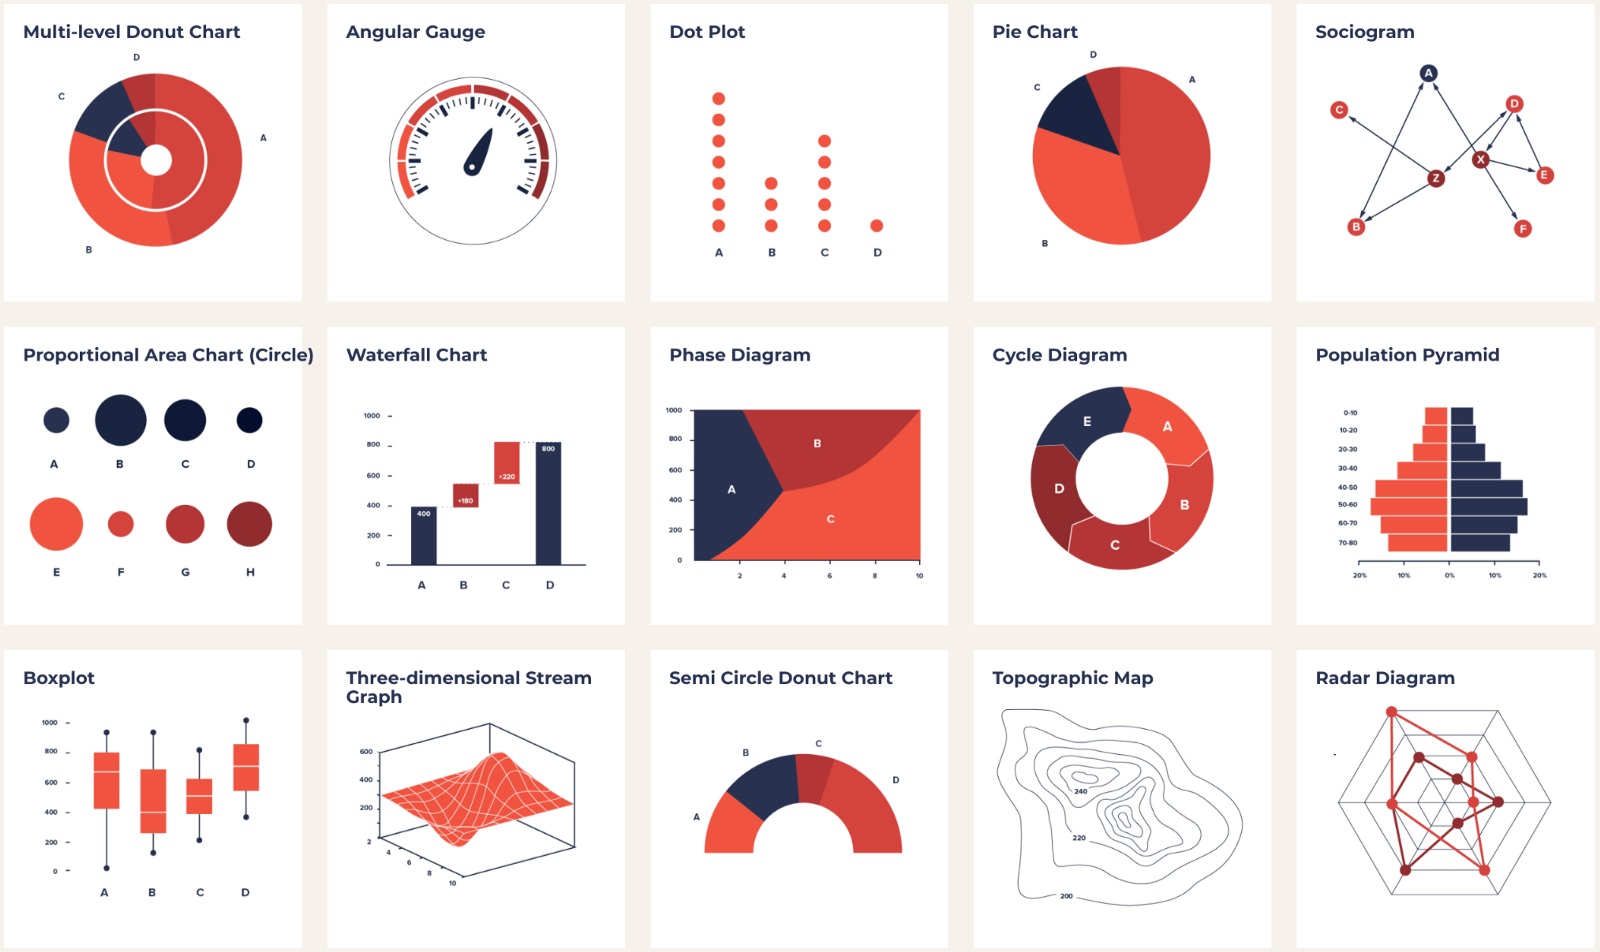 Multi-level Donut Chart
D
C
A
B
Angular Gauge
Dot Plot
A B C D
Pie Chart
D
A
C
B
Sociogram
A
D
C
X
E
Z
B
F
Proportional Area Chart (Circle)
A B C D
E F G H
Waterfall Chart
1000
800
800
600
+220
+180
400
400
200
0
A B C D
Phase Diagram
1000
800
B
600
A
400
C
200
0
2 4 6 8 10
Cycle Diagram
E A
D B
C
Population Pyramid
0-10
10-20
20-30
30-40
40-50
50-60
60-70
70-80
20% 10% 0% 10% 20%
Boxplot
1000
800
600
400
200
0
A B C D
Three-dimensional Stream
Graph
600
400
200
2
4
6
8
10
Semi Circle Donut Chart
C
B
D
A
Topographic Map
240
220
200
Radar Diagram